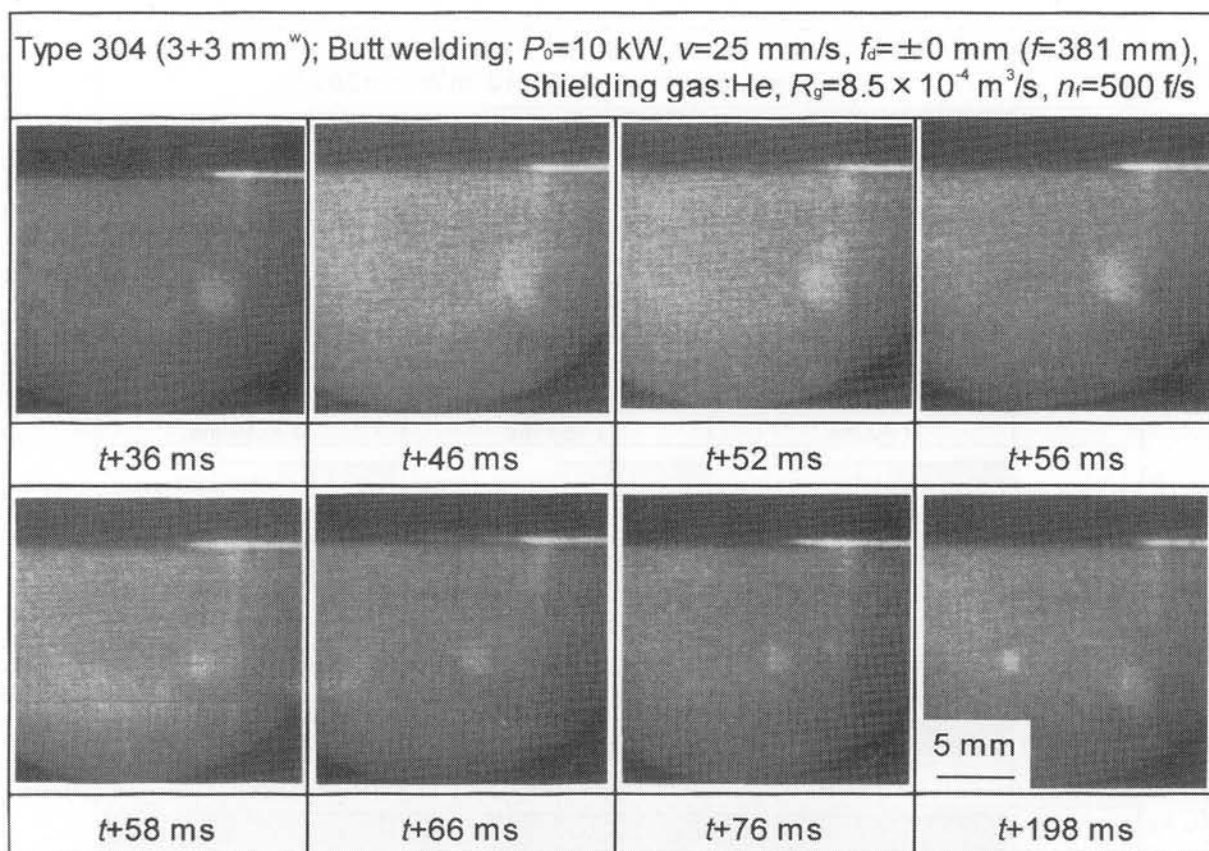 Type 304 (3+3 mmʷ); Butt welding; P₀=10 kW, v=25 mm/s, f_d=±0 mm (f=381 mm),
Shielding gas:He, R_g=8.5 × 10⁻⁴ m³/s, n_f=500 f/s
t+36 ms
t+46 ms
t+52 ms
t+56 ms
5 mm
t+58 ms
t+66 ms
t+76 ms
t+198 ms